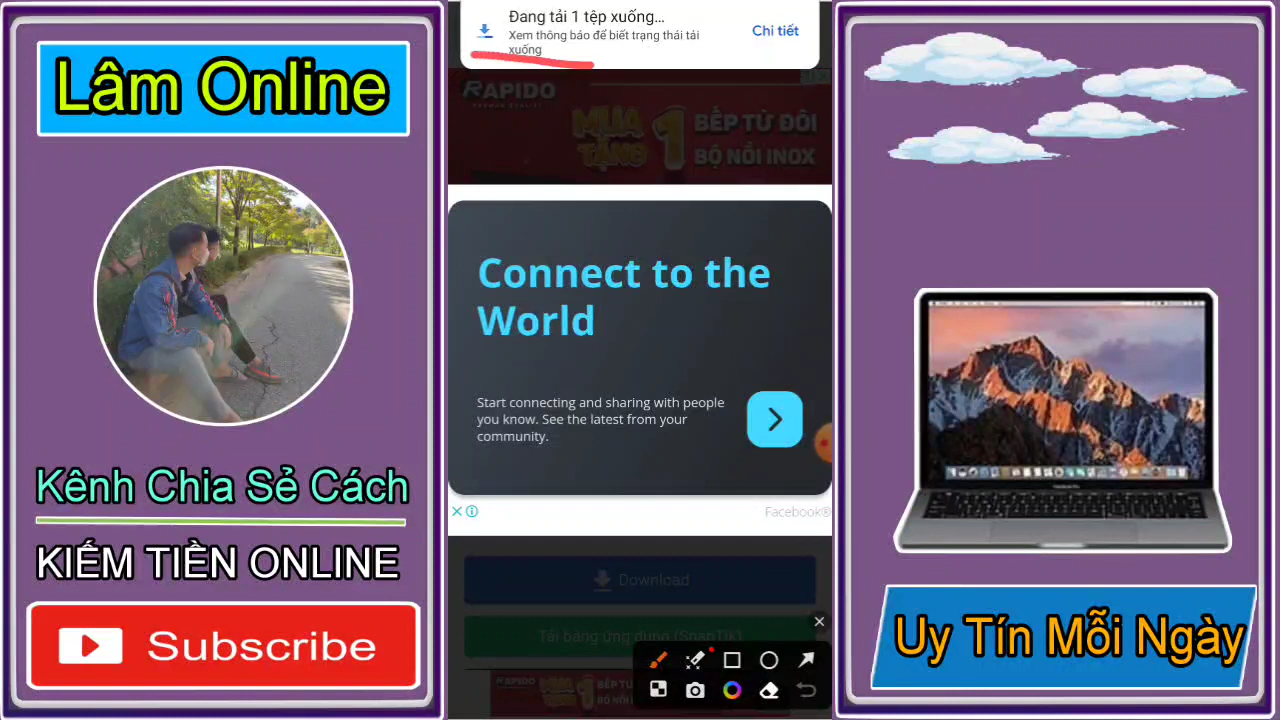 Lâm Online
Kênh Chia Sẻ Cách
KIẾM TIỀN ONLINE
Subscribe
Đang tải 1 tệp xuống...
Xem thông báo để biết trạng thái tải
xuống
Chi tiết
RAPIDO
MUA
TẶNG
1
BẾP TỪ ĐÔI
BỘ NỒI INOX
Connect to the
World
Start connecting and sharing with people
you know. See the latest from your
community.
Facebook®
Download
Tải bằng ứng dụng (SnapTik)
RAPIDO
Uy Tín Mỗi Ngày